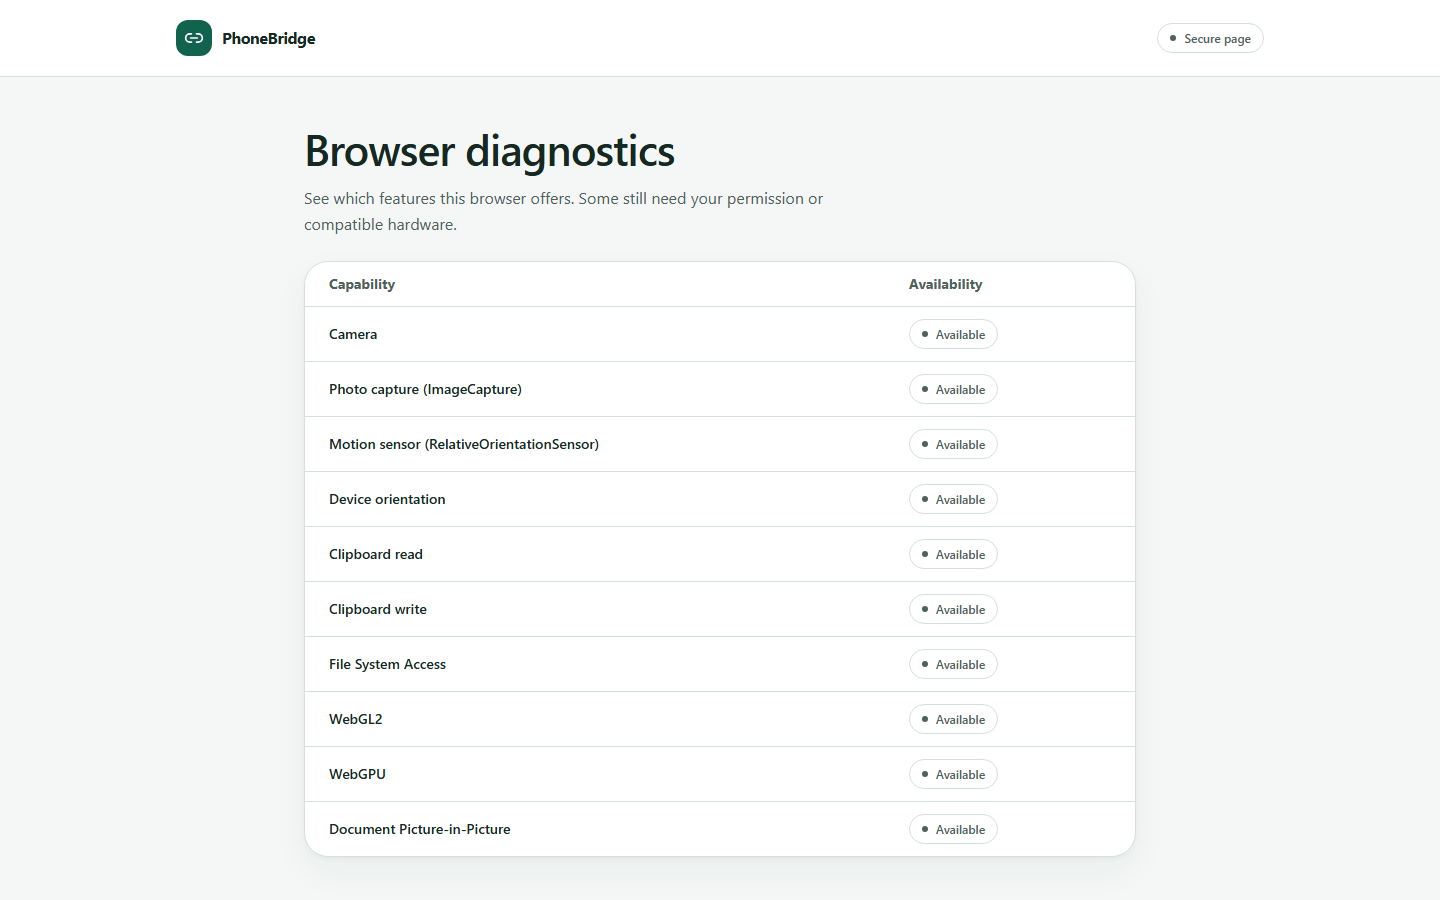 PhoneBridge
Secure page
Browser diagnostics
See which features this browser offers. Some still need your permission or
compatible hardware.
Capability Availability
Camera Available
Photo capture (ImageCapture) Available
Motion sensor (RelativeOrientationSensor) Available
Device orientation Available
Clipboard read Available
Clipboard write Available
File System Access Available
WebGL2 Available
WebGPU Available
Document Picture-in-Picture Available